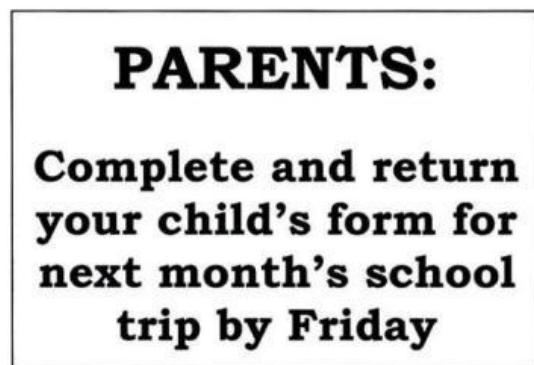 PARENTS:
Complete and return
your child’s form for
next month’s school
trip by Friday